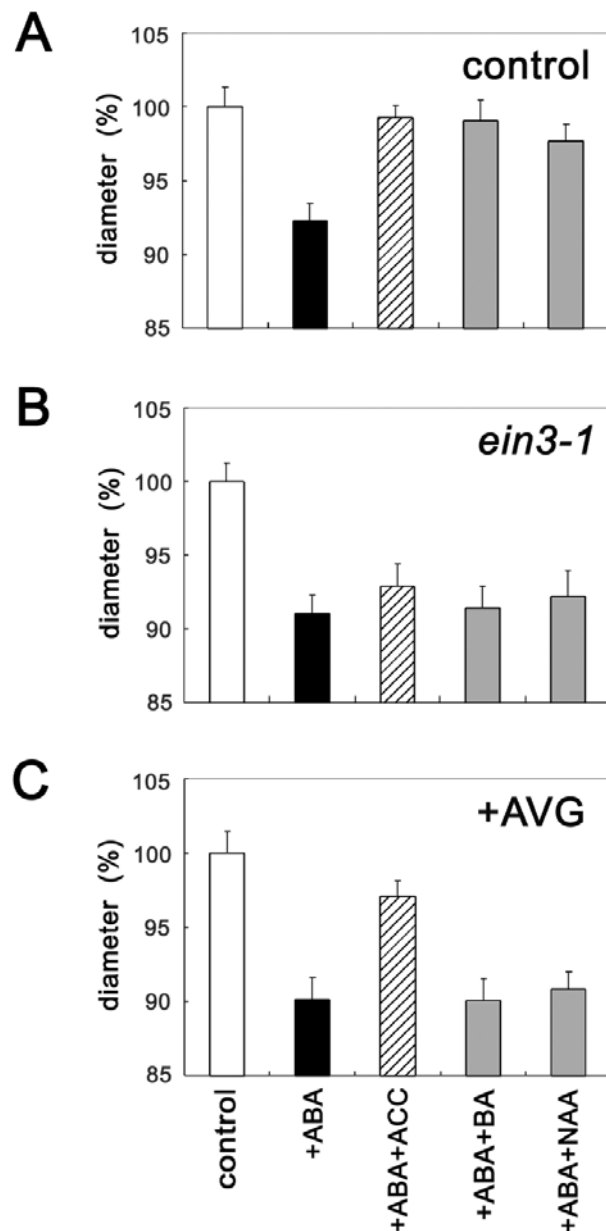 A
control
diameter (%)
105
100
95
90
85
B
ein3-1
diameter (%)
105
100
95
90
85
C
+AVG
diameter (%)
105
100
95
90
85
control
+ABA
+ABA+ACC
+ABA+BA
+ABA+NAA